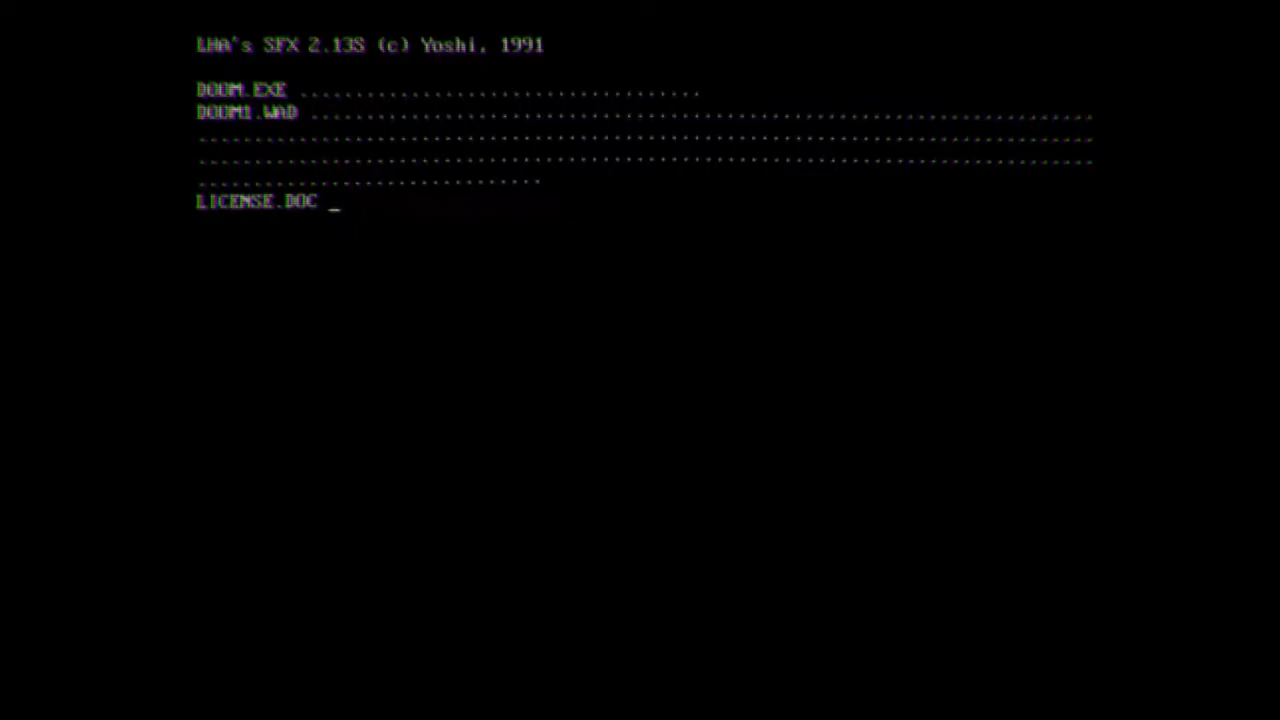 LHA's SFX 2.13S (c) Yoshi, 1991
DOOM.EXE ....................................
DOOM1.WAD ......................................................................
................................................................................
................................................................................
...............................
LICENSE.DOC _